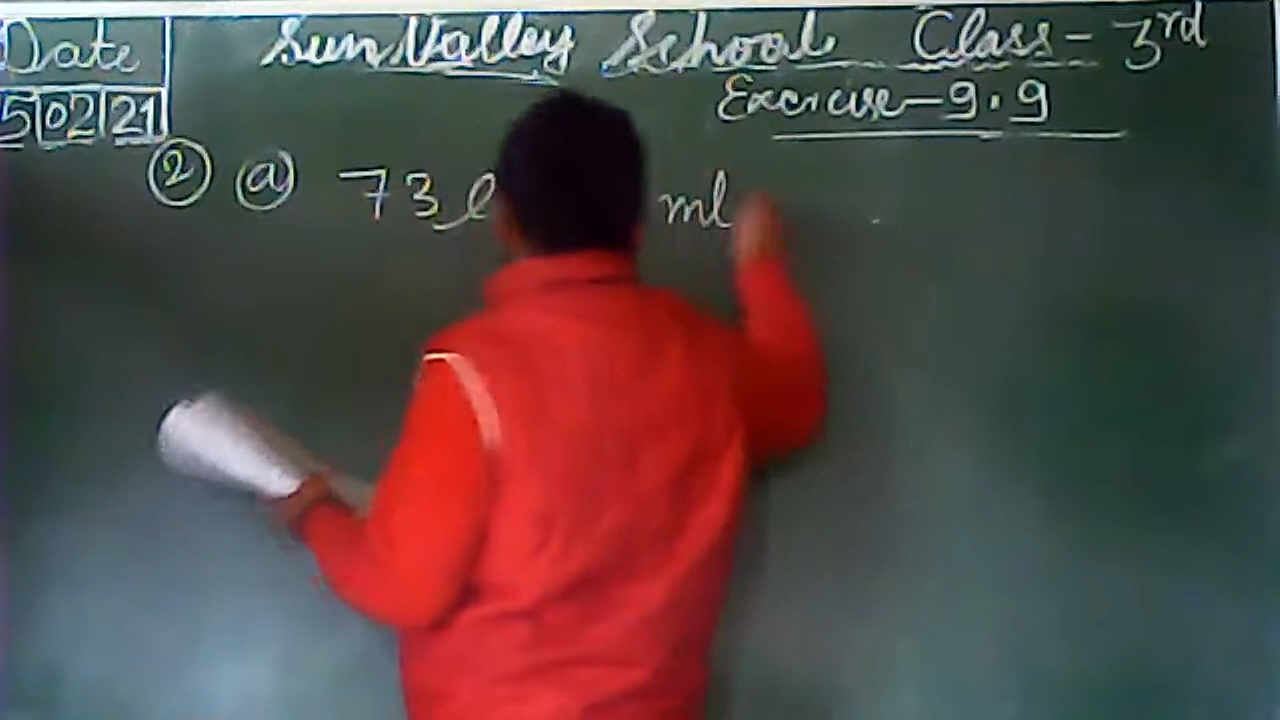 Date Sun Valley School Class- 3rd
5 02 21 Exercise-9.9
② ⓐ 73 l ml